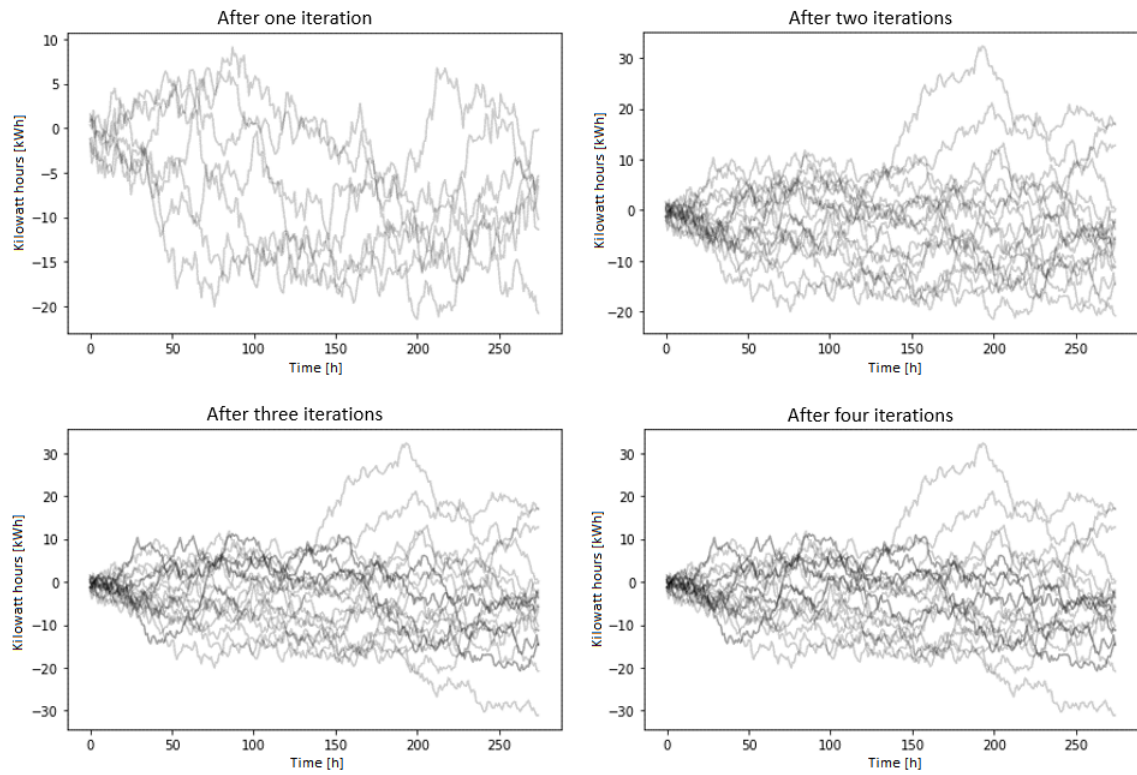 After one iteration
Kilowatt hours [kWh]
10
5
0
−5
−10
−15
−20
0 50 100 150 200 250
Time [h]
After two iterations
Kilowatt hours [kWh]
30
20
10
0
−10
−20
0 50 100 150 200 250
Time [h]
After three iterations
Kilowatt hours [kWh]
30
20
10
0
−10
−20
−30
0 50 100 150 200 250
Time [h]
After four iterations
Kilowatt hours [kWh]
30
20
10
0
−10
−20
−30
0 50 100 150 200 250
Time [h]